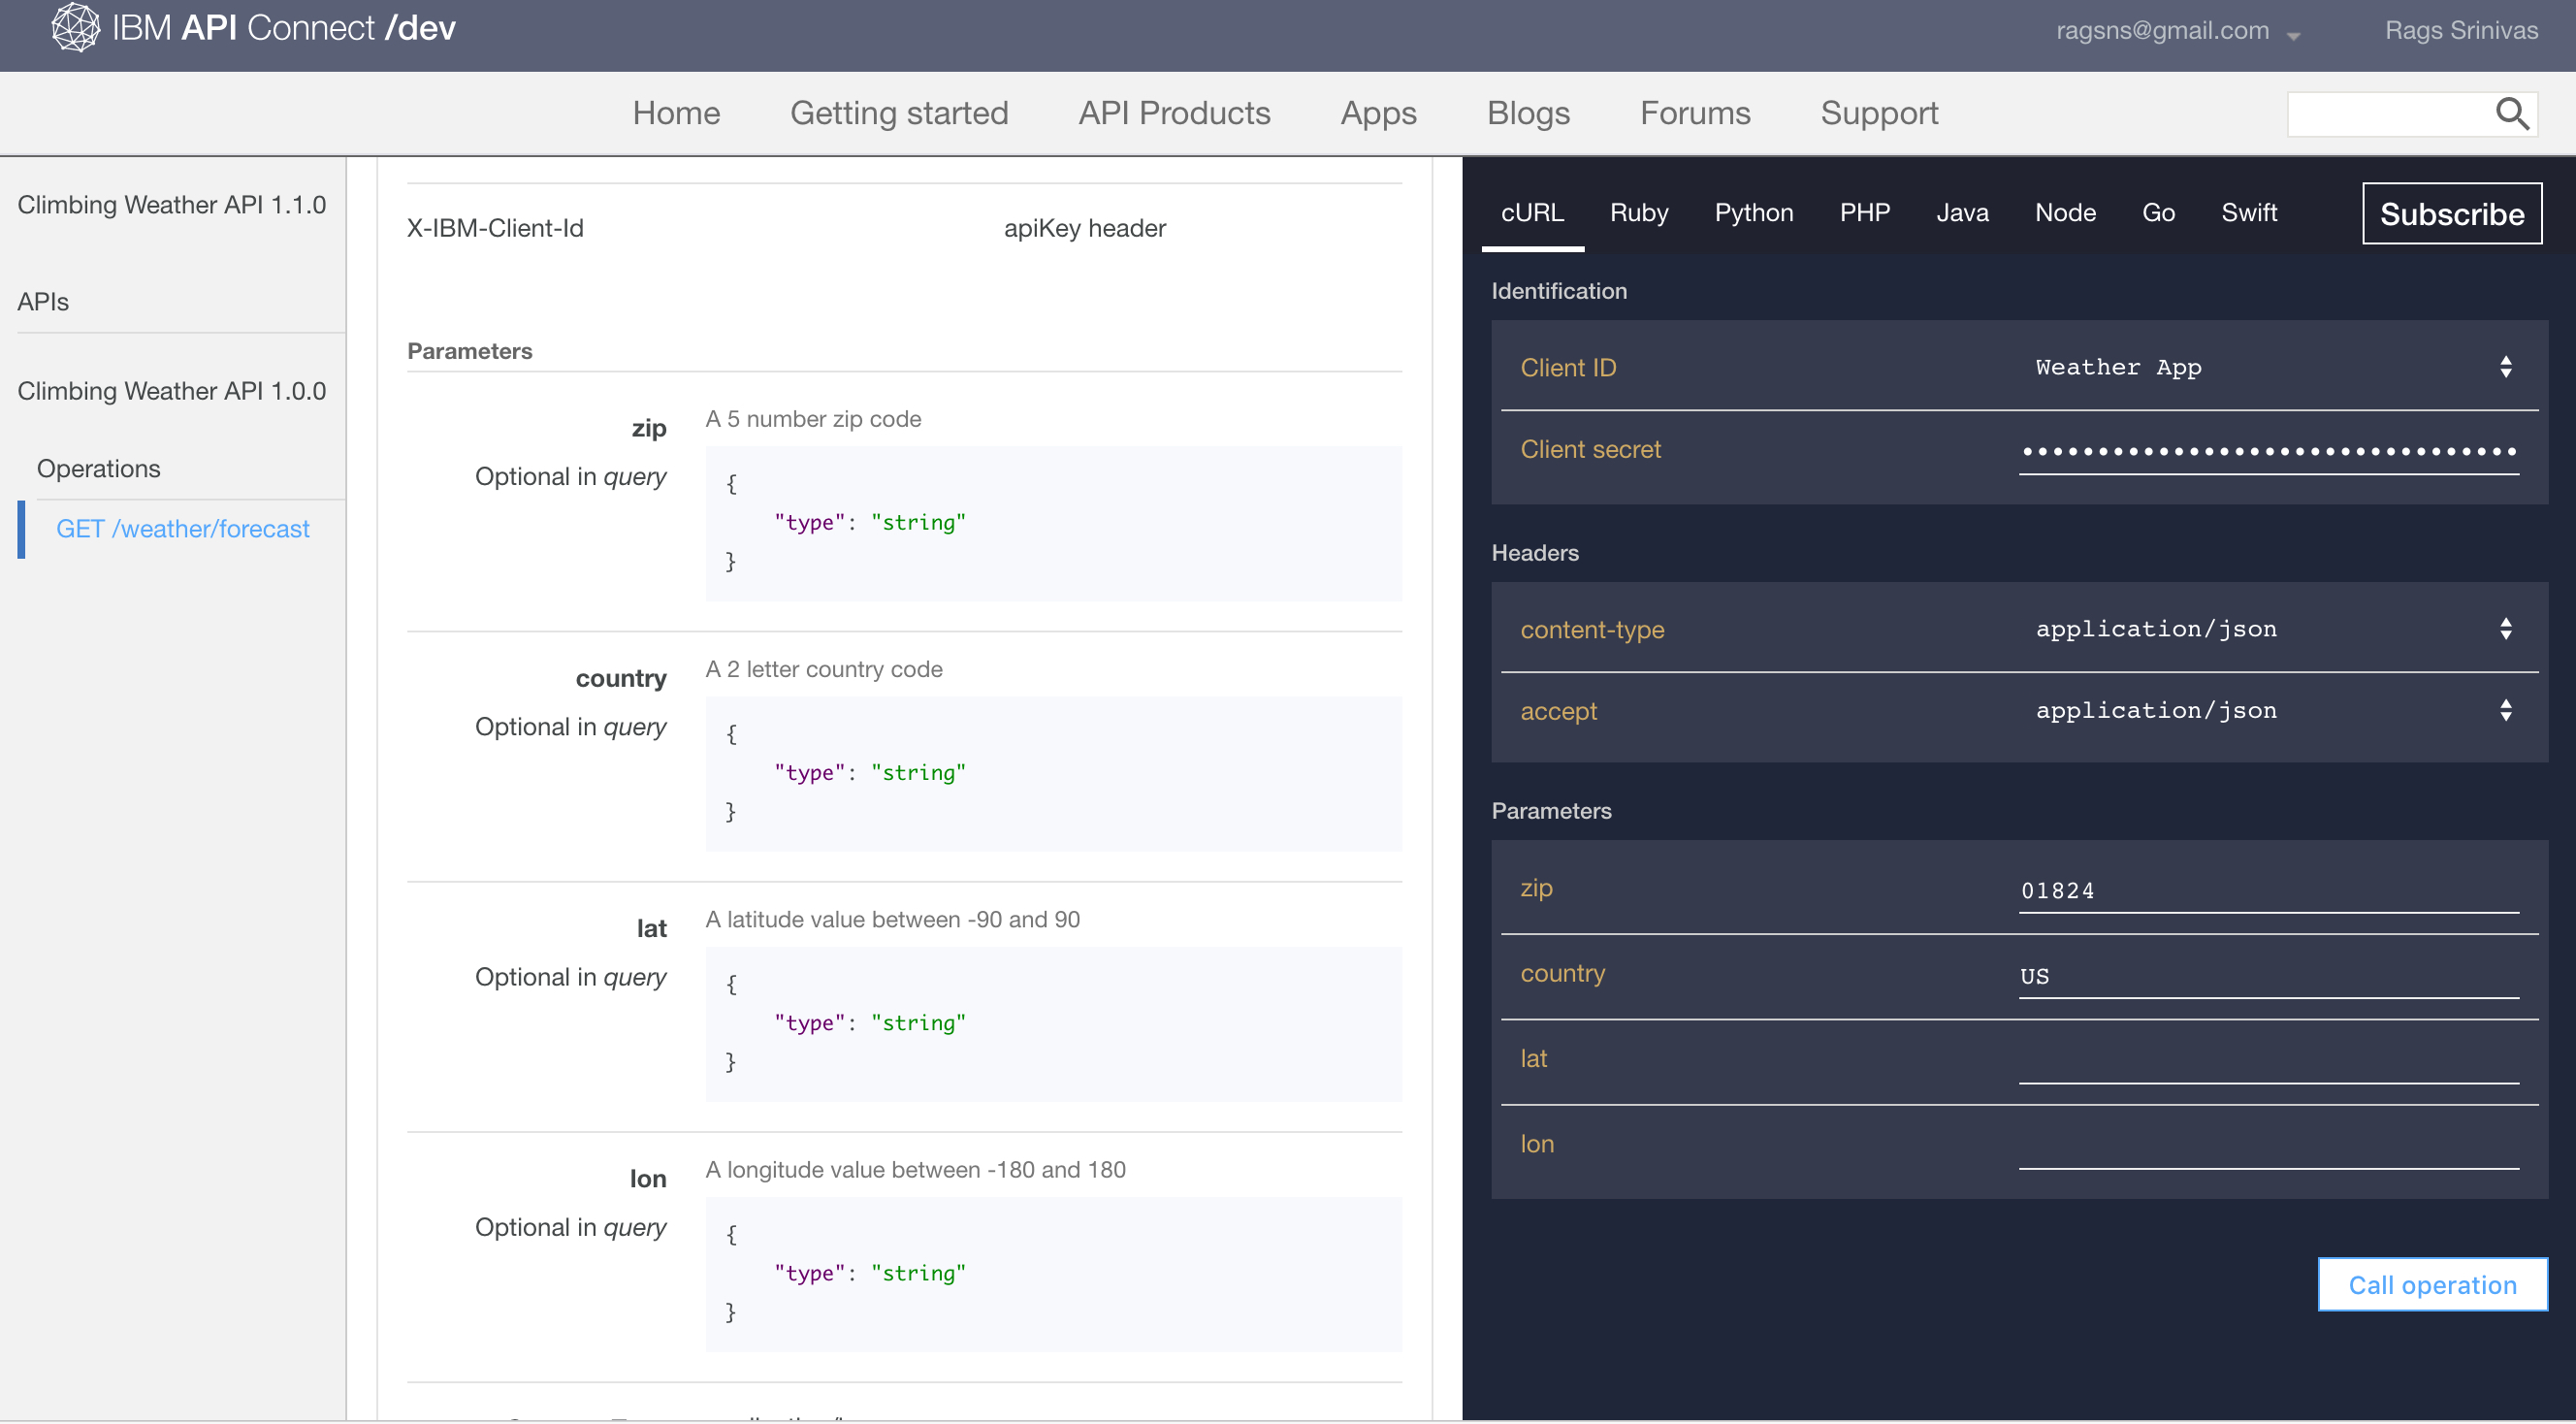 IBM API Connect /dev
ragsns@gmail.com
Rags Srinivas
Home Getting started API Products Apps Blogs Forums Support
Climbing Weather API 1.1.0
APIs
Climbing Weather API 1.0.0
Operations
GET /weather/forecast
X-IBM-Client-Id apiKey header
Parameters
zip
Optional in query
A 5 number zip code
{
"type": "string"
}
country
Optional in query
A 2 letter country code
{
"type": "string"
}
lat
Optional in query
A latitude value between -90 and 90
{
"type": "string"
}
lon
Optional in query
A longitude value between -180 and 180
{
"type": "string"
}
cURL Ruby Python PHP Java Node Go Swift Subscribe
Identification
Client ID Weather App
Client secret ••••••••••••••••••••••••••••••••
Headers
content-type application/json
accept application/json
Parameters
zip 01824
country US
lat
lon
Call operation